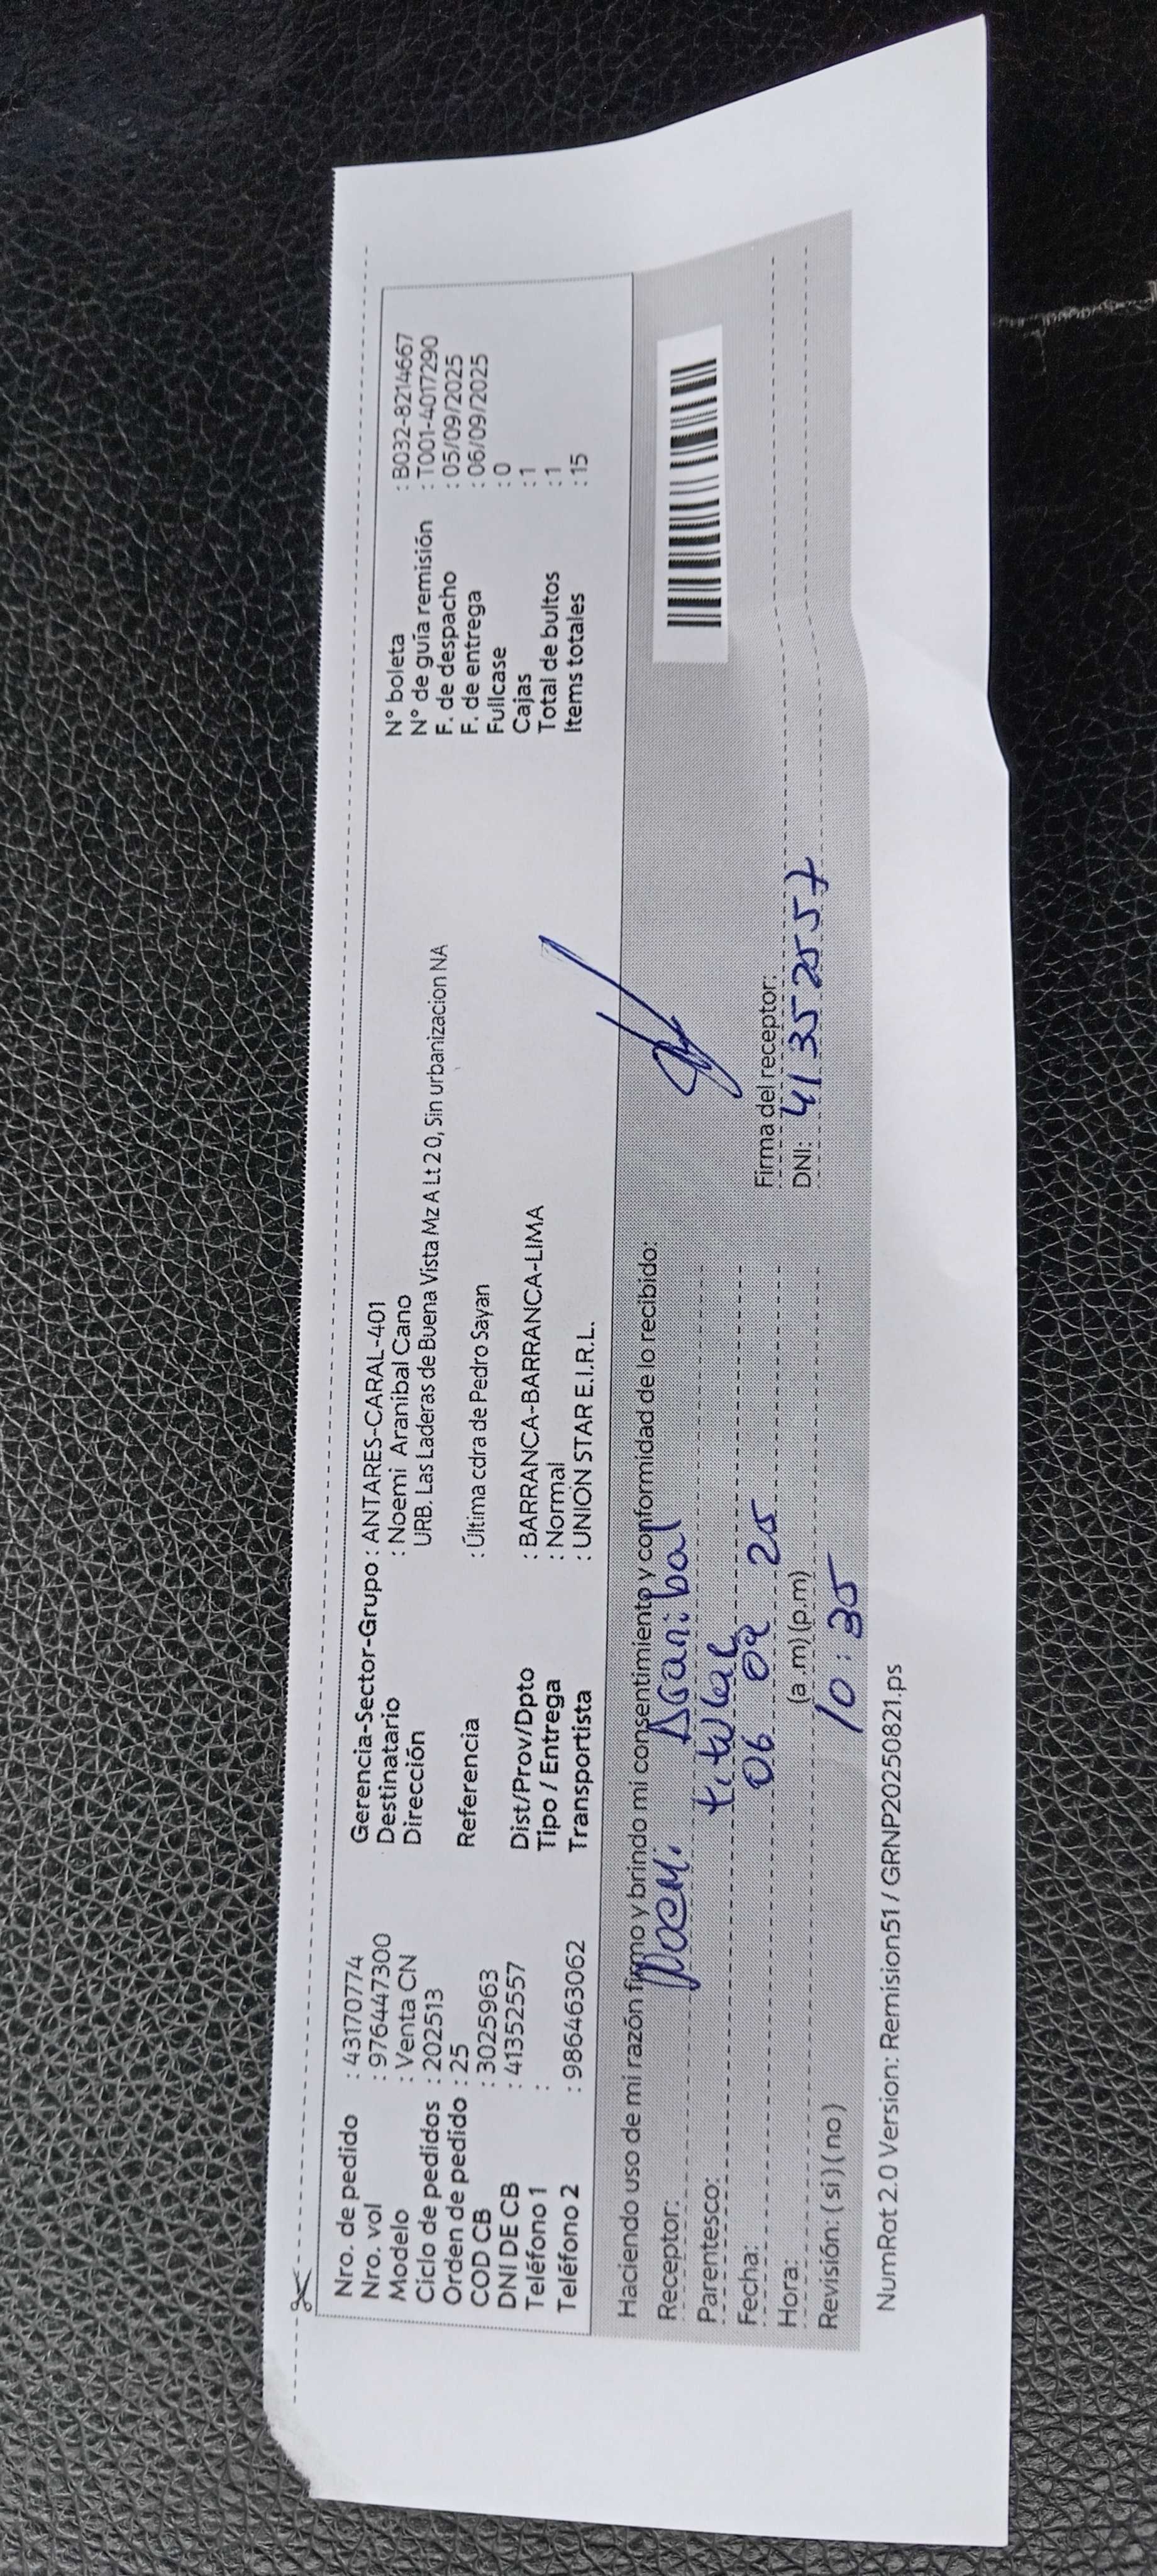 Nro. de pedido : 43170774
Nro. vol : 976447300
Modelo : Venta CN
Ciclo de pedidos : 202513
Orden de pedido : 25
COD CB : 3025963
DNI DE CB : 41352557
Teléfono 1 :
Teléfono 2 : 986463062
Gerencia-Sector-Grupo : ANTARES-CARAL-401
Destinatario : Noemi Aranibal Cano
Dirección URB. Las Laderas de Buena Vista Mz A Lt 2 0, Sin urbanizacion NA
Referencia : Última cdra de Pedro Sayan
Dist/Prov/Dpto : BARRANCA-BARRANCA-LIMA
Tipo / Entrega : Normal
Transportista : UNION STAR E.I.R.L.
N° boleta : B032-8214667
N° de guía remisión : T001-4017290
F. de despacho : 05/09/2025
F. de entrega : 06/09/2025
Fullcase : 0
Cajas : 1
Total de bultos : 1
Items totales : 15
Haciendo uso de mi razón firmo y brindo mi consentimiento y conformidad de lo recibido:
Receptor: Noemi Aranibal
Parentesco: titular
Fecha: 06 09 25
Hora: (a.m) (p.m) 10:35
Revisión: ( si ) ( no )
Firma del receptor:
DNI: 41352557
NumRot 2.0 Version: Remision51 / GRNP20250821.ps